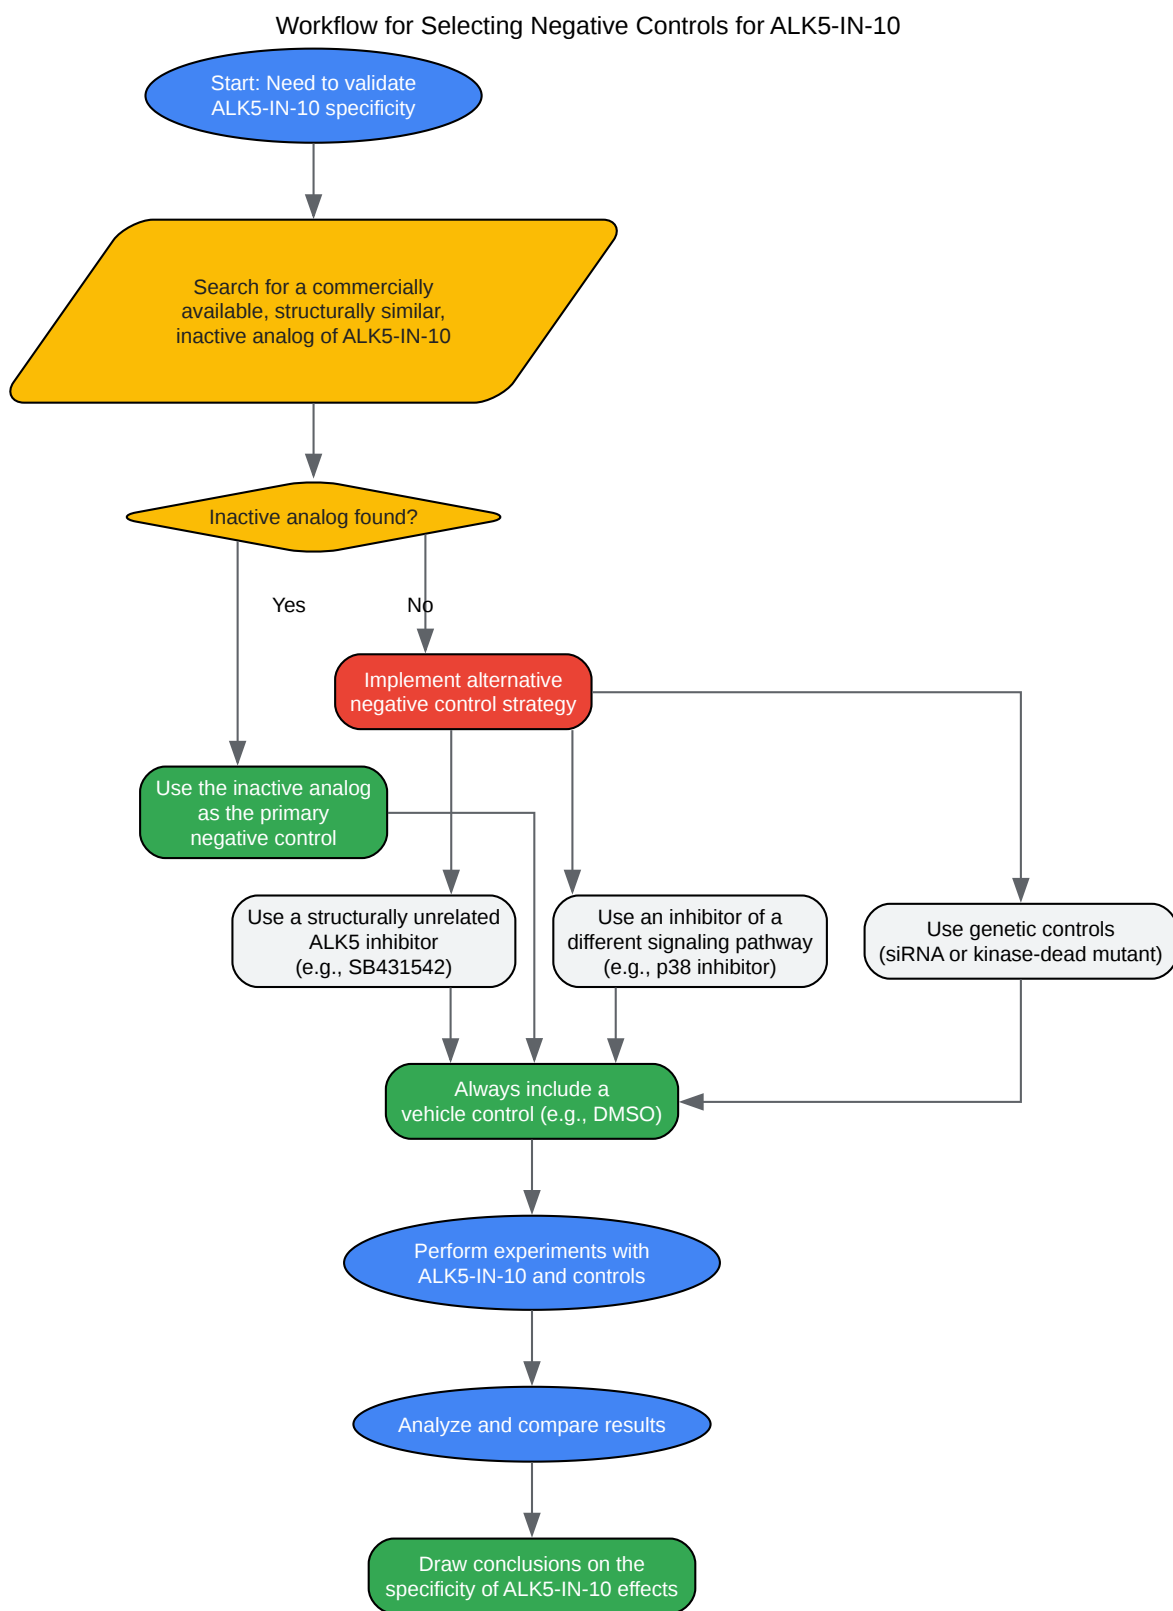 Workflow for Selecting Negative Controls for ALK5-IN-10
Start: Need to validate
ALK5-IN-10 specificity
Search for a commercially
available, structurally similar,
inactive analog of ALK5-IN-10
Inactive analog found?
Yes
No
Implement alternative
negative control strategy
Use the inactive analog
as the primary
negative control
Use a structurally unrelated
ALK5 inhibitor
(e.g., SB431542)
Use an inhibitor of a
different signaling pathway
(e.g., p38 inhibitor)
Use genetic controls
(siRNA or kinase-dead mutant)
Always include a
vehicle control (e.g., DMSO)
Perform experiments with
ALK5-IN-10 and controls
Analyze and compare results
Draw conclusions on the
specificity of ALK5-IN-10 effects